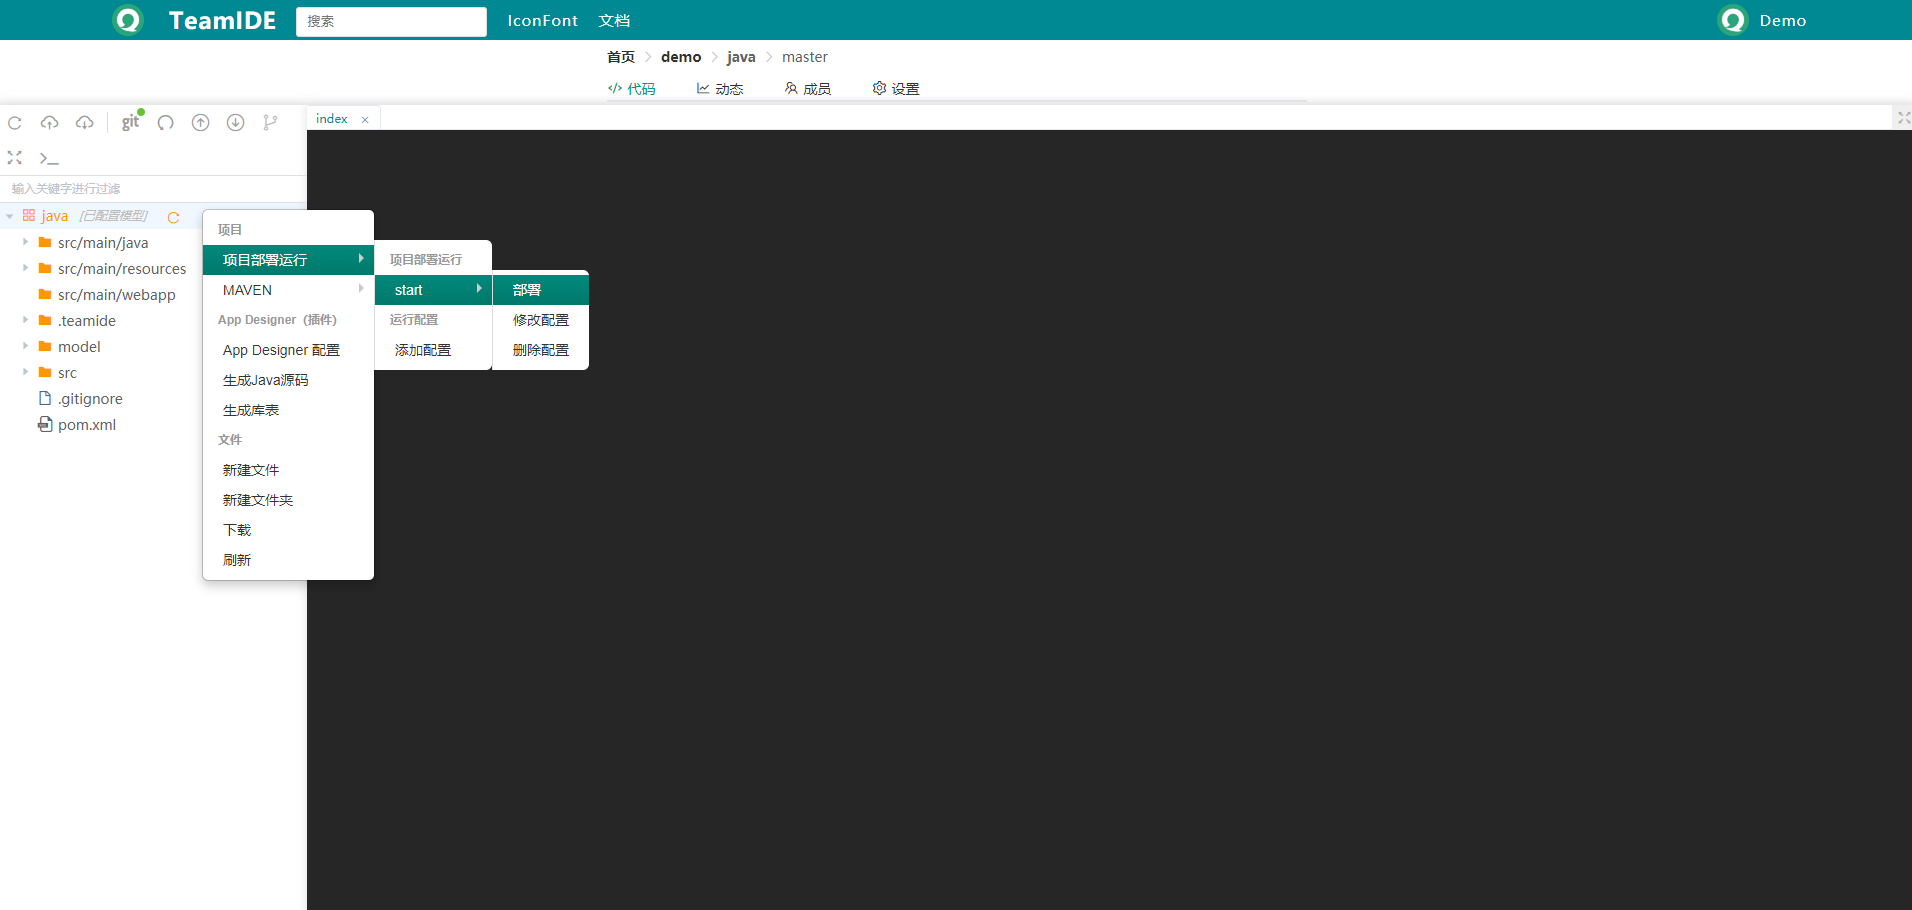 TeamIDE
搜索
IconFont
文档
Demo
首页 demo java master
代码
动态
成员
设置
git
index
输入关键字进行过滤
java [已配置模型]
src/main/java
src/main/resources
src/main/webapp
.teamide
model
src
.gitignore
pom.xml
项目
项目部署运行
MAVEN
App Designer (插件)
App Designer 配置
生成Java源码
生成库表
文件
新建文件
新建文件夹
下载
刷新
项目部署运行
start
运行配置
添加配置
部署
修改配置
删除配置